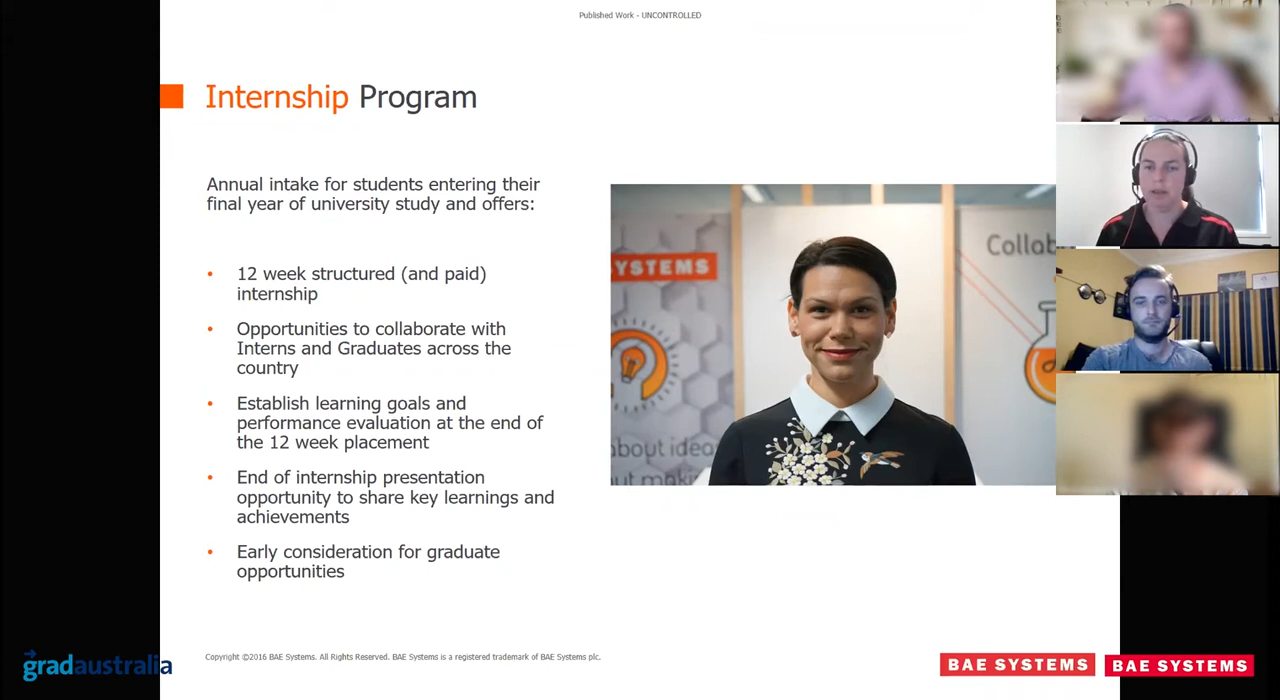 Published Work - UNCONTROLLED
Internship Program
Annual intake for students entering their
final year of university study and offers:
• 12 week structured (and paid)
internship
• Opportunities to collaborate with
Interns and Graduates across the
country
• Establish learning goals and
performance evaluation at the end of
the 12 week placement
• End of internship presentation
opportunity to share key learnings and
achievements
• Early consideration for graduate
opportunities
YSTEMS
Collab
about idea
ut maki
Copyright ©2016 BAE Systems. All Rights Reserved. BAE Systems is a registered trademark of BAE Systems plc.
gradaustralia
BAE SYSTEMS
BAE SYSTEMS